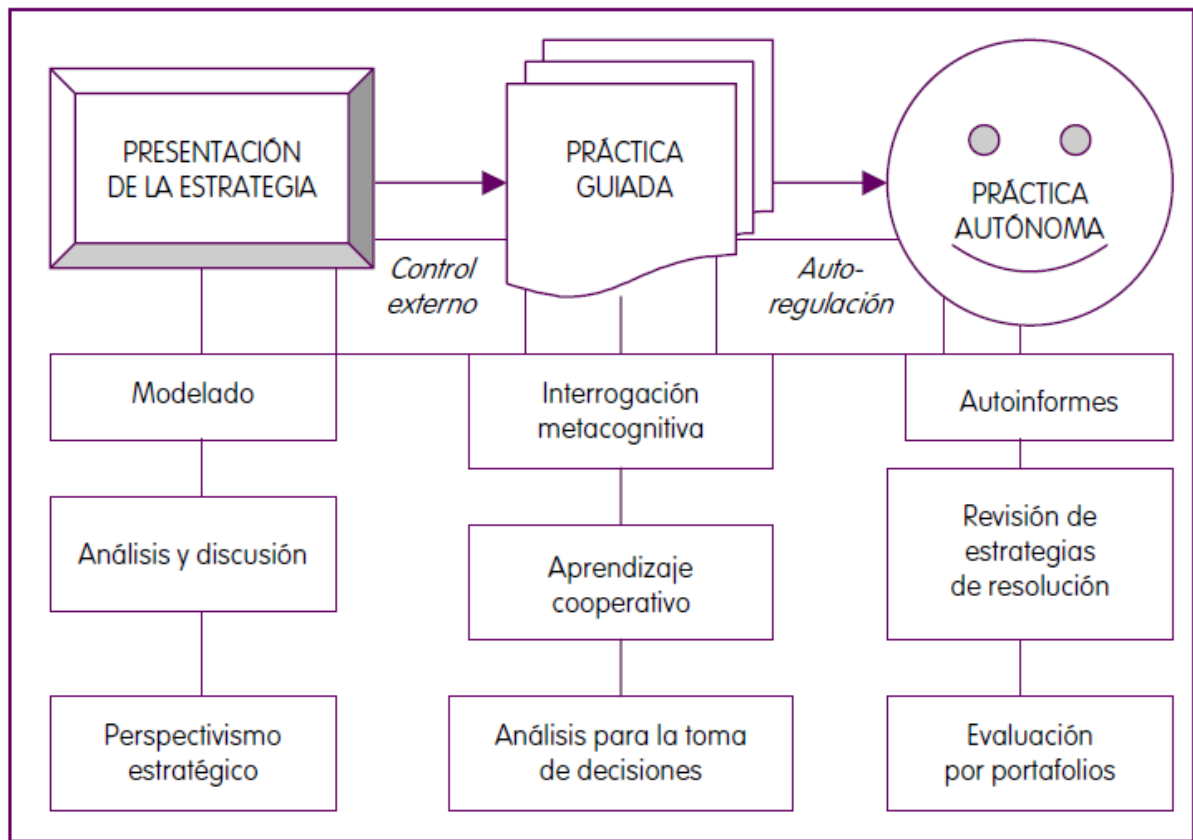 PRESENTACIÓN
DE LA ESTRATEGIA
PRÁCTICA
GUIADA
PRÁCTICA
AUTÓNOMA
Control
externo
Auto-
regulación
Modelado
Interrogación
metacognitiva
Autoinformes
Análisis y discusión
Aprendizaje
cooperativo
Revisión de
estrategias
de resolución
Perspectivismo
estratégico
Análisis para la toma
de decisiones
Evaluación
por portafolios